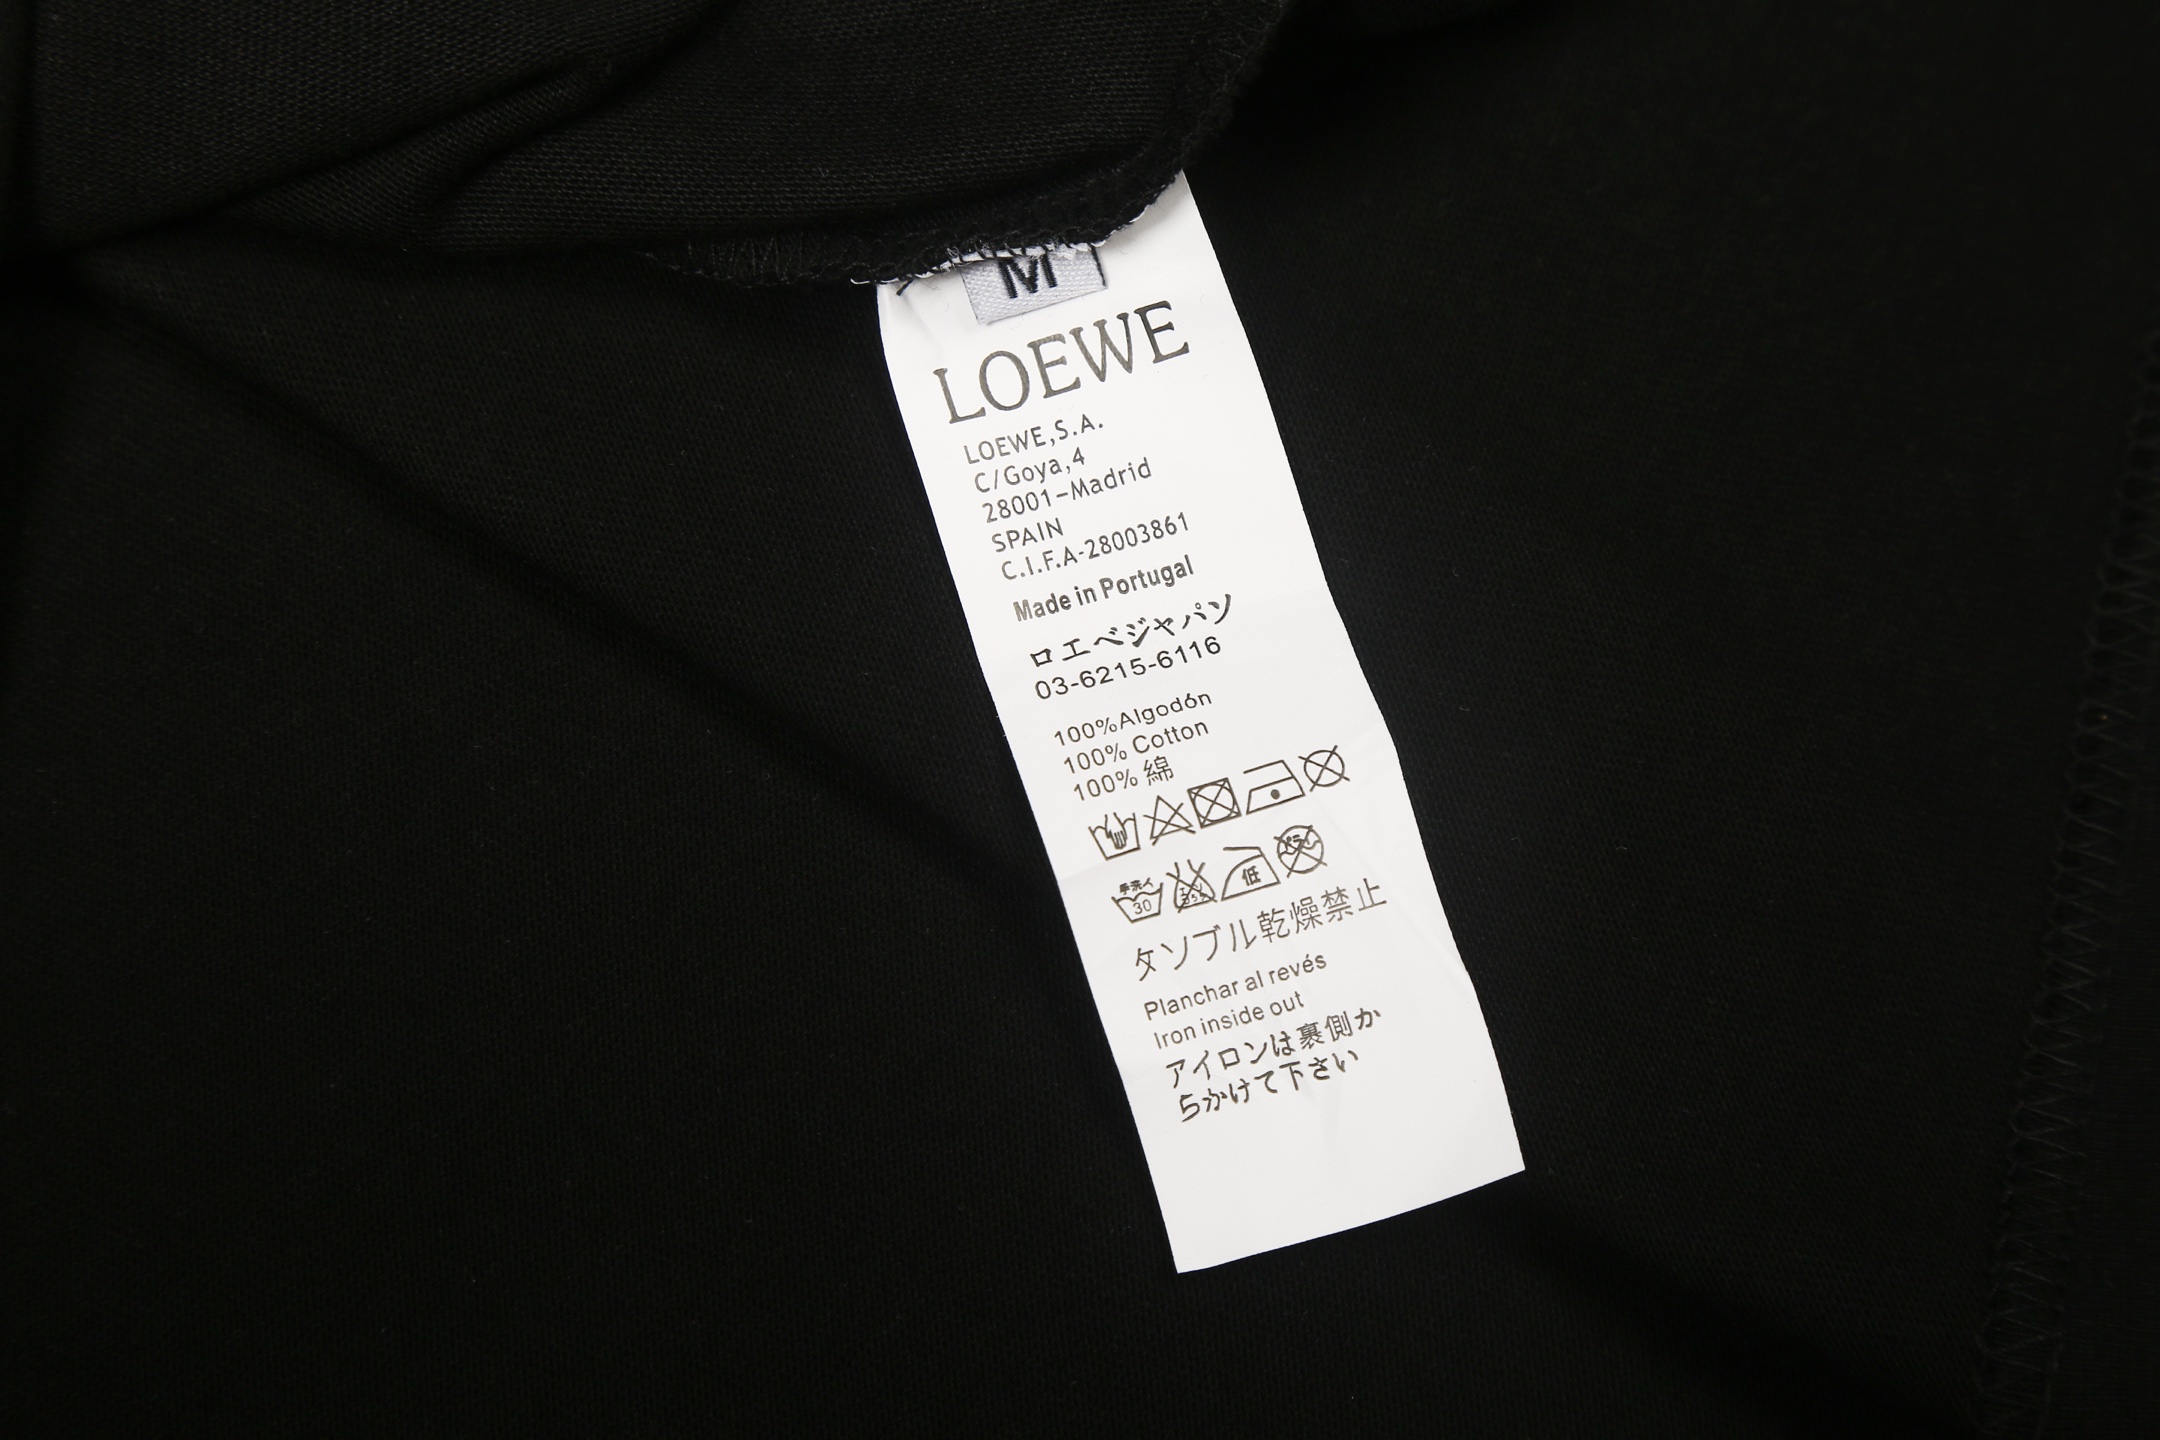 M
LOEWE
LOEWE,S.A.
C/Goya,4
28001-Madrid
SPAIN
C.I.F.A-28003861
Made in Portugal
ロエベジャパソ
03-6215-6116
100%Algodón
100% Cotton
100% 綿
手洗イ
30
低
タソブル乾燥禁止
Planchar al revés
Iron inside out
アイロンは裏側か
らかけて下さい